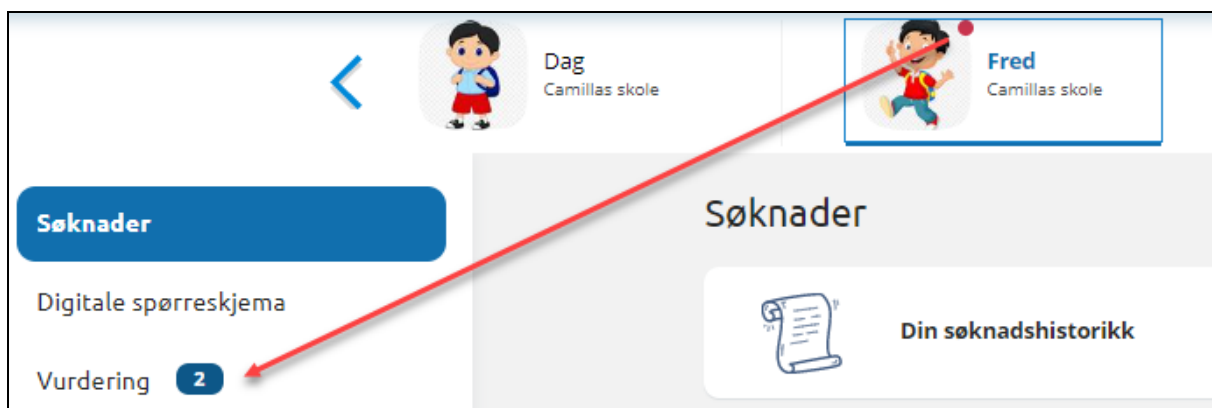 Dag
Camillas skole
Fred
Camillas skole
Søknader
Digitale spørreskjema
Vurdering 2
Søknader
Din søknadshistorikk